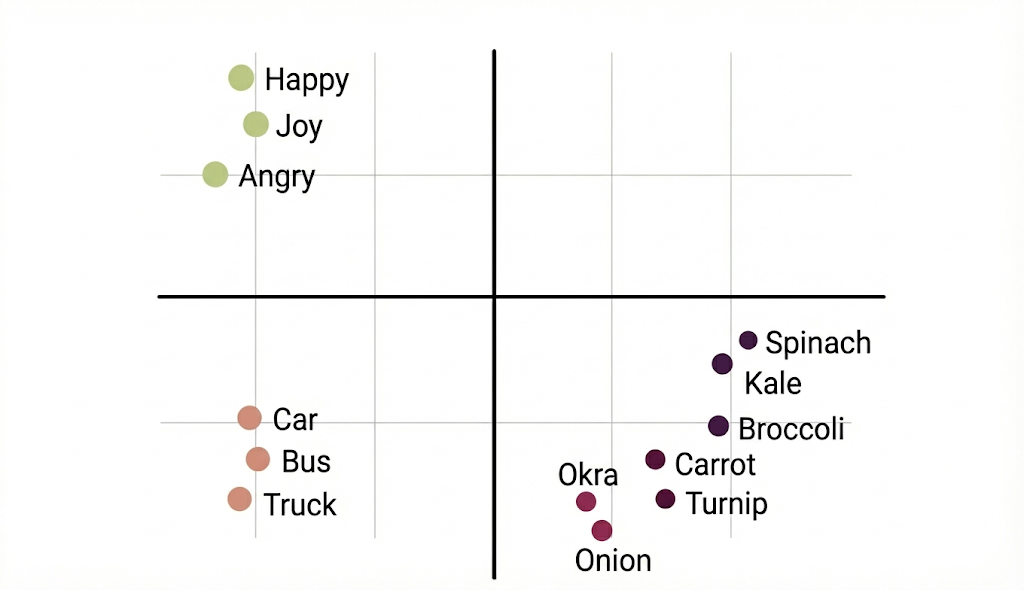 Happy
Joy
Angry
Spinach
Kale
Car
Broccoli
Bus
Carrot
Okra
Truck
Turnip
Onion